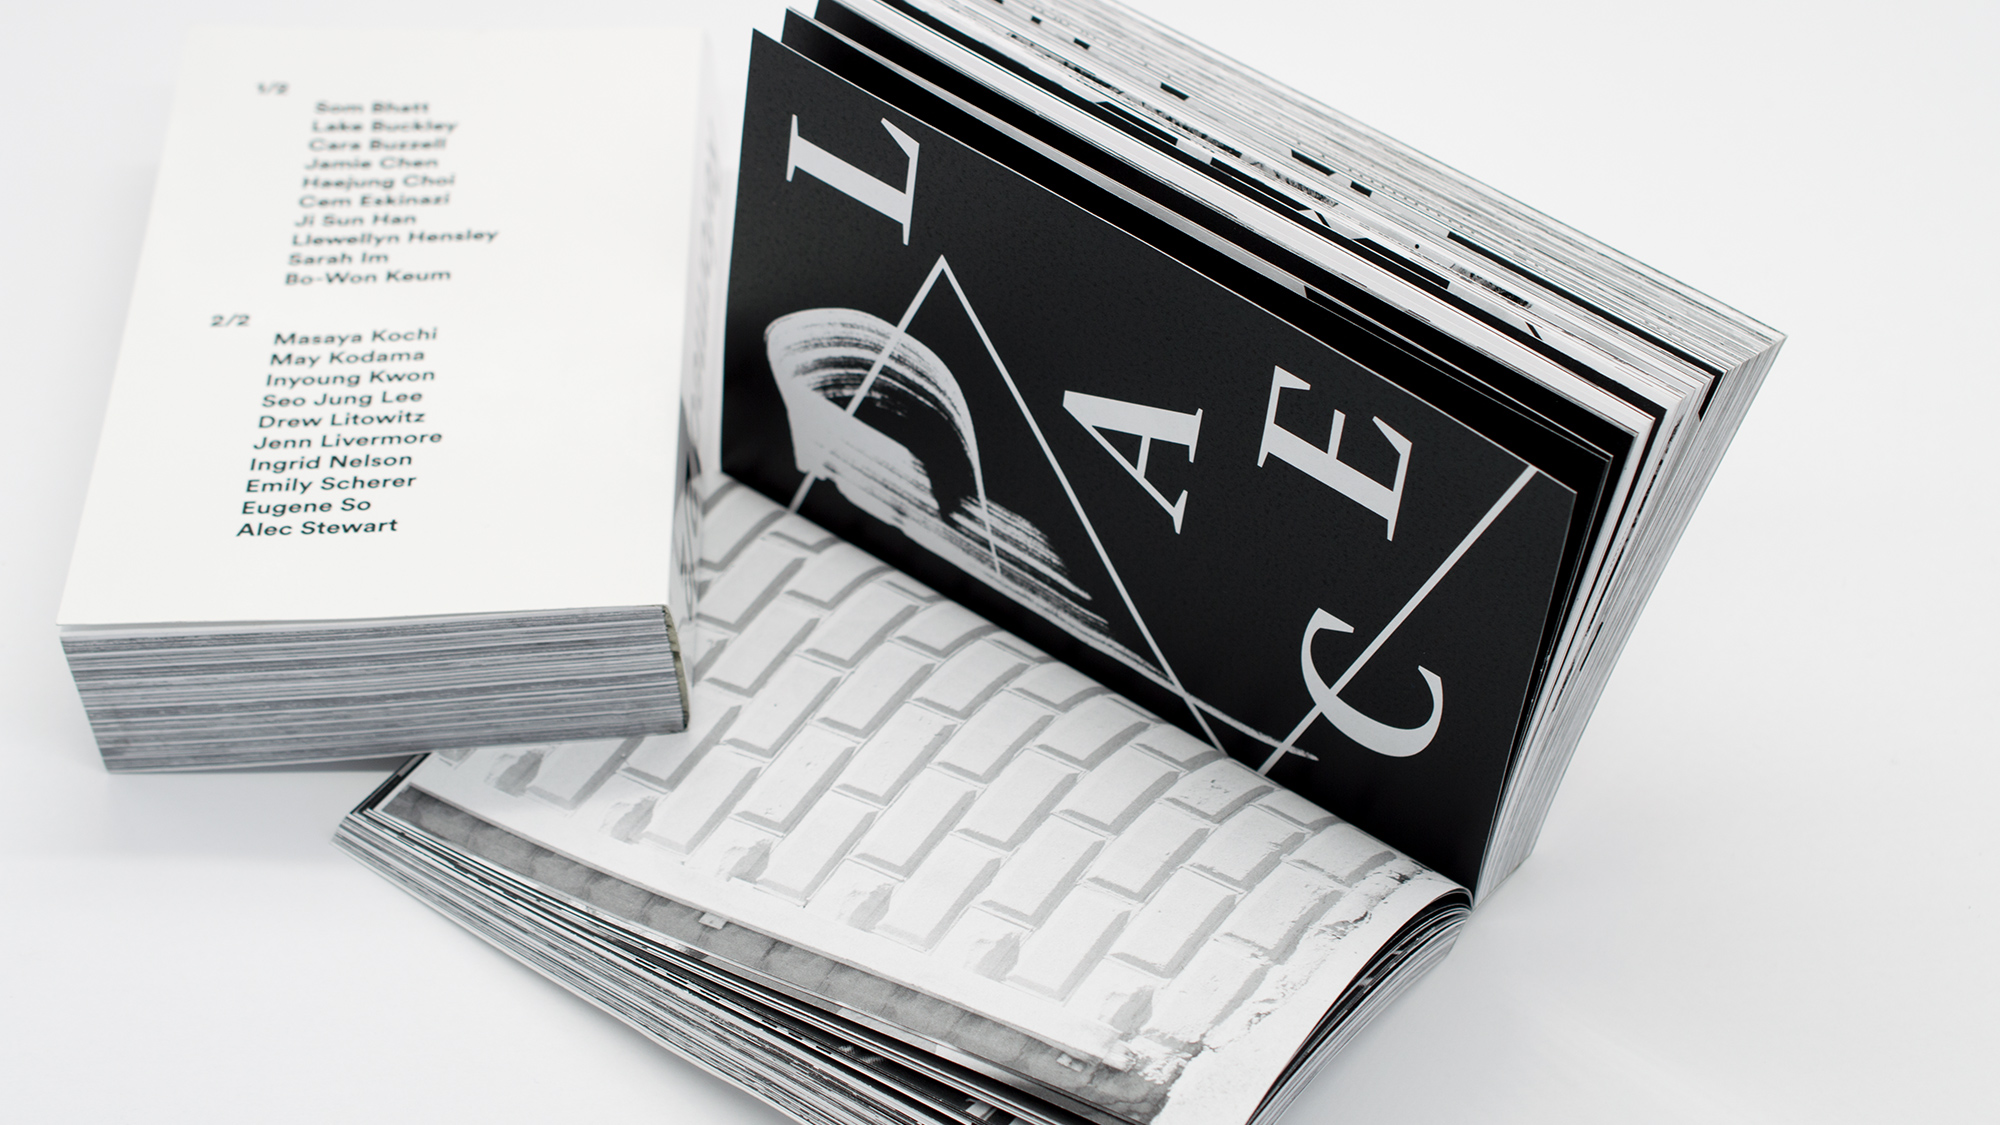 1/2
Som Bhatt
Lake Buckley
Cara Buzzell
Jamie Chen
Haejung Choi
Cem Eskinazi
Ji Sun Han
Llewellyn Hensley
Sarah Im
Bo-Won Keum
2/2
Masaya Kochi
May Kodama
Inyoung Kwon
Seo Jung Lee
Drew Litowitz
Jenn Livermore
Ingrid Nelson
Emily Scherer
Eugene So
Alec Stewart
L
A
E
C